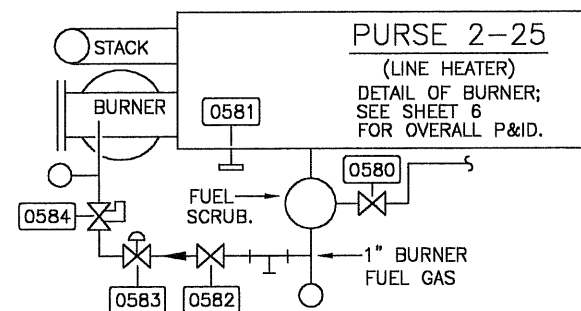 STACK
PURSE 2-25
(LINE HEATER)
DETAIL OF BURNER;
SEE SHEET 6
FOR OVERALL P&ID.
BURNER
0581
0580
FUEL
SCRUB.
0584
1" BURNER
FUEL GAS
0583
0582